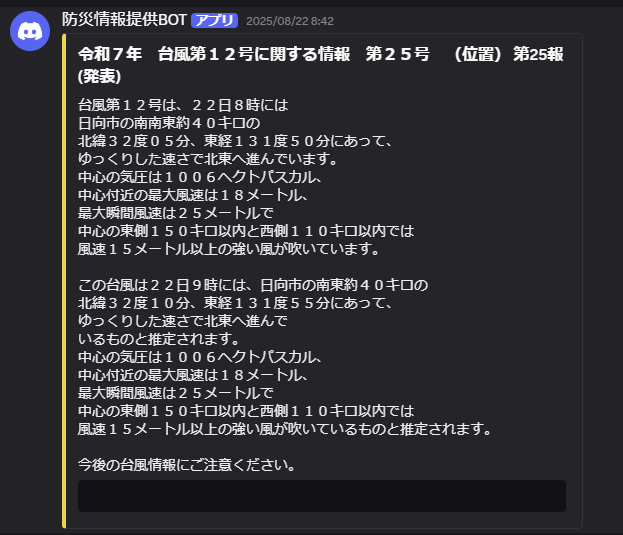 防災情報提供BOT アプリ 2025/08/22 8:42
令和７年　台風第１２号に関する情報　第２５号　（位置） 第25報
(発表)
台風第１２号は、２２日８時には
日向市の南南東約４０キロの
北緯３２度０５分、東経１３１度５０分にあって、
ゆっくりした速さで北東へ進んでいます。
中心の気圧は１００６ヘクトパスカル、
中心付近の最大風速は１８メートル、
最大瞬間風速は２５メートルで
中心の東側１５０キロ以内と西側１１０キロ以内では
風速１５メートル以上の強い風が吹いています。
この台風は２２日９時には、日向市の南東約４０キロの
北緯３２度１０分、東経１３１度５５分にあって、
ゆっくりした速さで北東へ進んで
いるものと推定されます。
中心の気圧は１００６ヘクトパスカル、
中心付近の最大風速は１８メートル、
最大瞬間風速は２５メートルで
中心の東側１５０キロ以内と西側１１０キロ以内では
風速１５メートル以上の強い風が吹いているものと推定されます。
今後の台風情報にご注意ください。